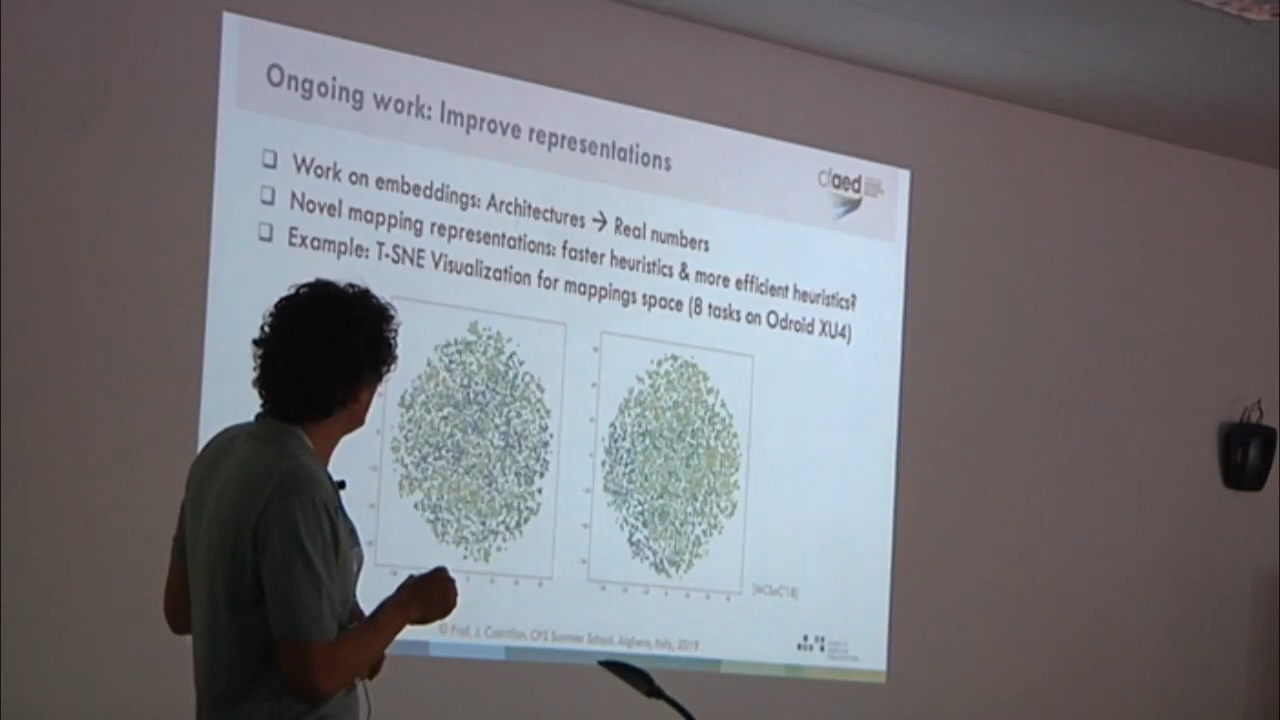 Ongoing work: Improve representations
cfaed
❑ Work on embeddings: Architectures → Real numbers
❑ Novel mapping representations: faster heuristics & more efficient heuristics?
❑ Example: T-SNE Visualization for mappings space (8 tasks on Odroid XU4)
[MCSoC'18]
© Prof. J. Castrillon, CPS Summer School, Alghero, Italy, 2019